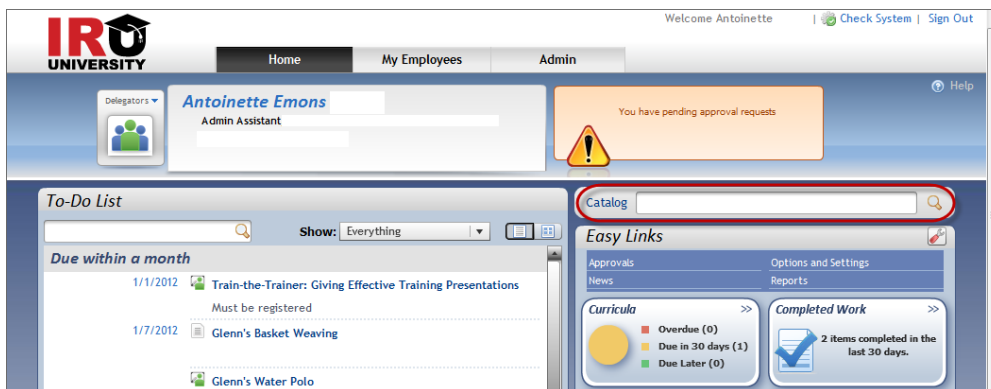 Welcome Antoinette | Check System | Sign Out
IRU
UNIVERSITY
Home My Employees Admin
Help
Delegators
Antoinette Emons
Admin Assistant
You have pending approval requests
To-Do List
Show: Everything
Due within a month
1/1/2012 Train-the-Trainer: Giving Effective Training Presentations
Must be registered
1/7/2012 Glenn's Basket Weaving
Glenn's Water Polo
Catalog
Easy Links
Approvals Options and Settings
News Reports
Curricula >>
Overdue (0)
Due in 30 days (1)
Due Later (0)
Completed Work >>
2 items completed in the
last 30 days.